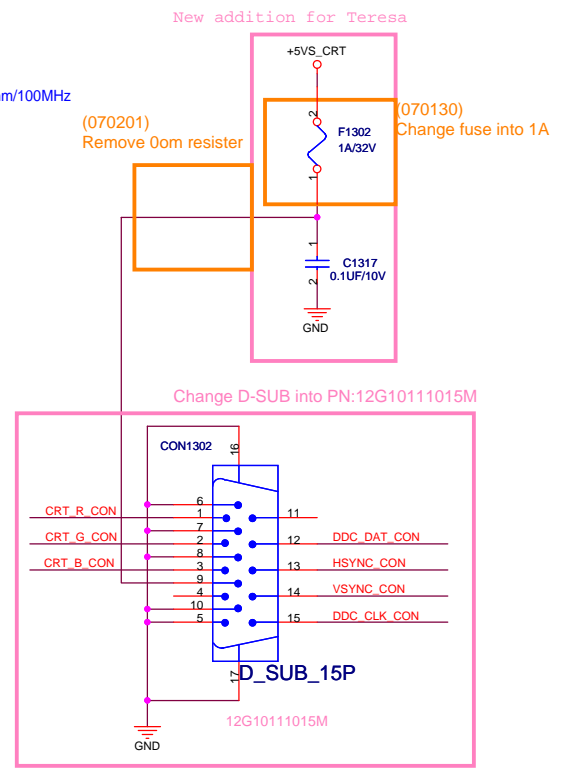 New addition for Teresa
+5VS_CRT
m/100MHz
(070201)
Remove 0om resister
(070130)
Change fuse into 1A
2
F1302
1A/32V
1
1
C1317
0.1UF/10V
2
GND
Change D-SUB into PN:12G10111015M
CON1302
16
6
CRT_R_CON
1
11
7
CRT_G_CON
2
12
DDC_DAT_CON
8
CRT_B_CON
3
13
HSYNC_CON
9
4
14
VSYNC_CON
10
5
15
DDC_CLK_CON
17
D_SUB_15P
12G10111015M
GND